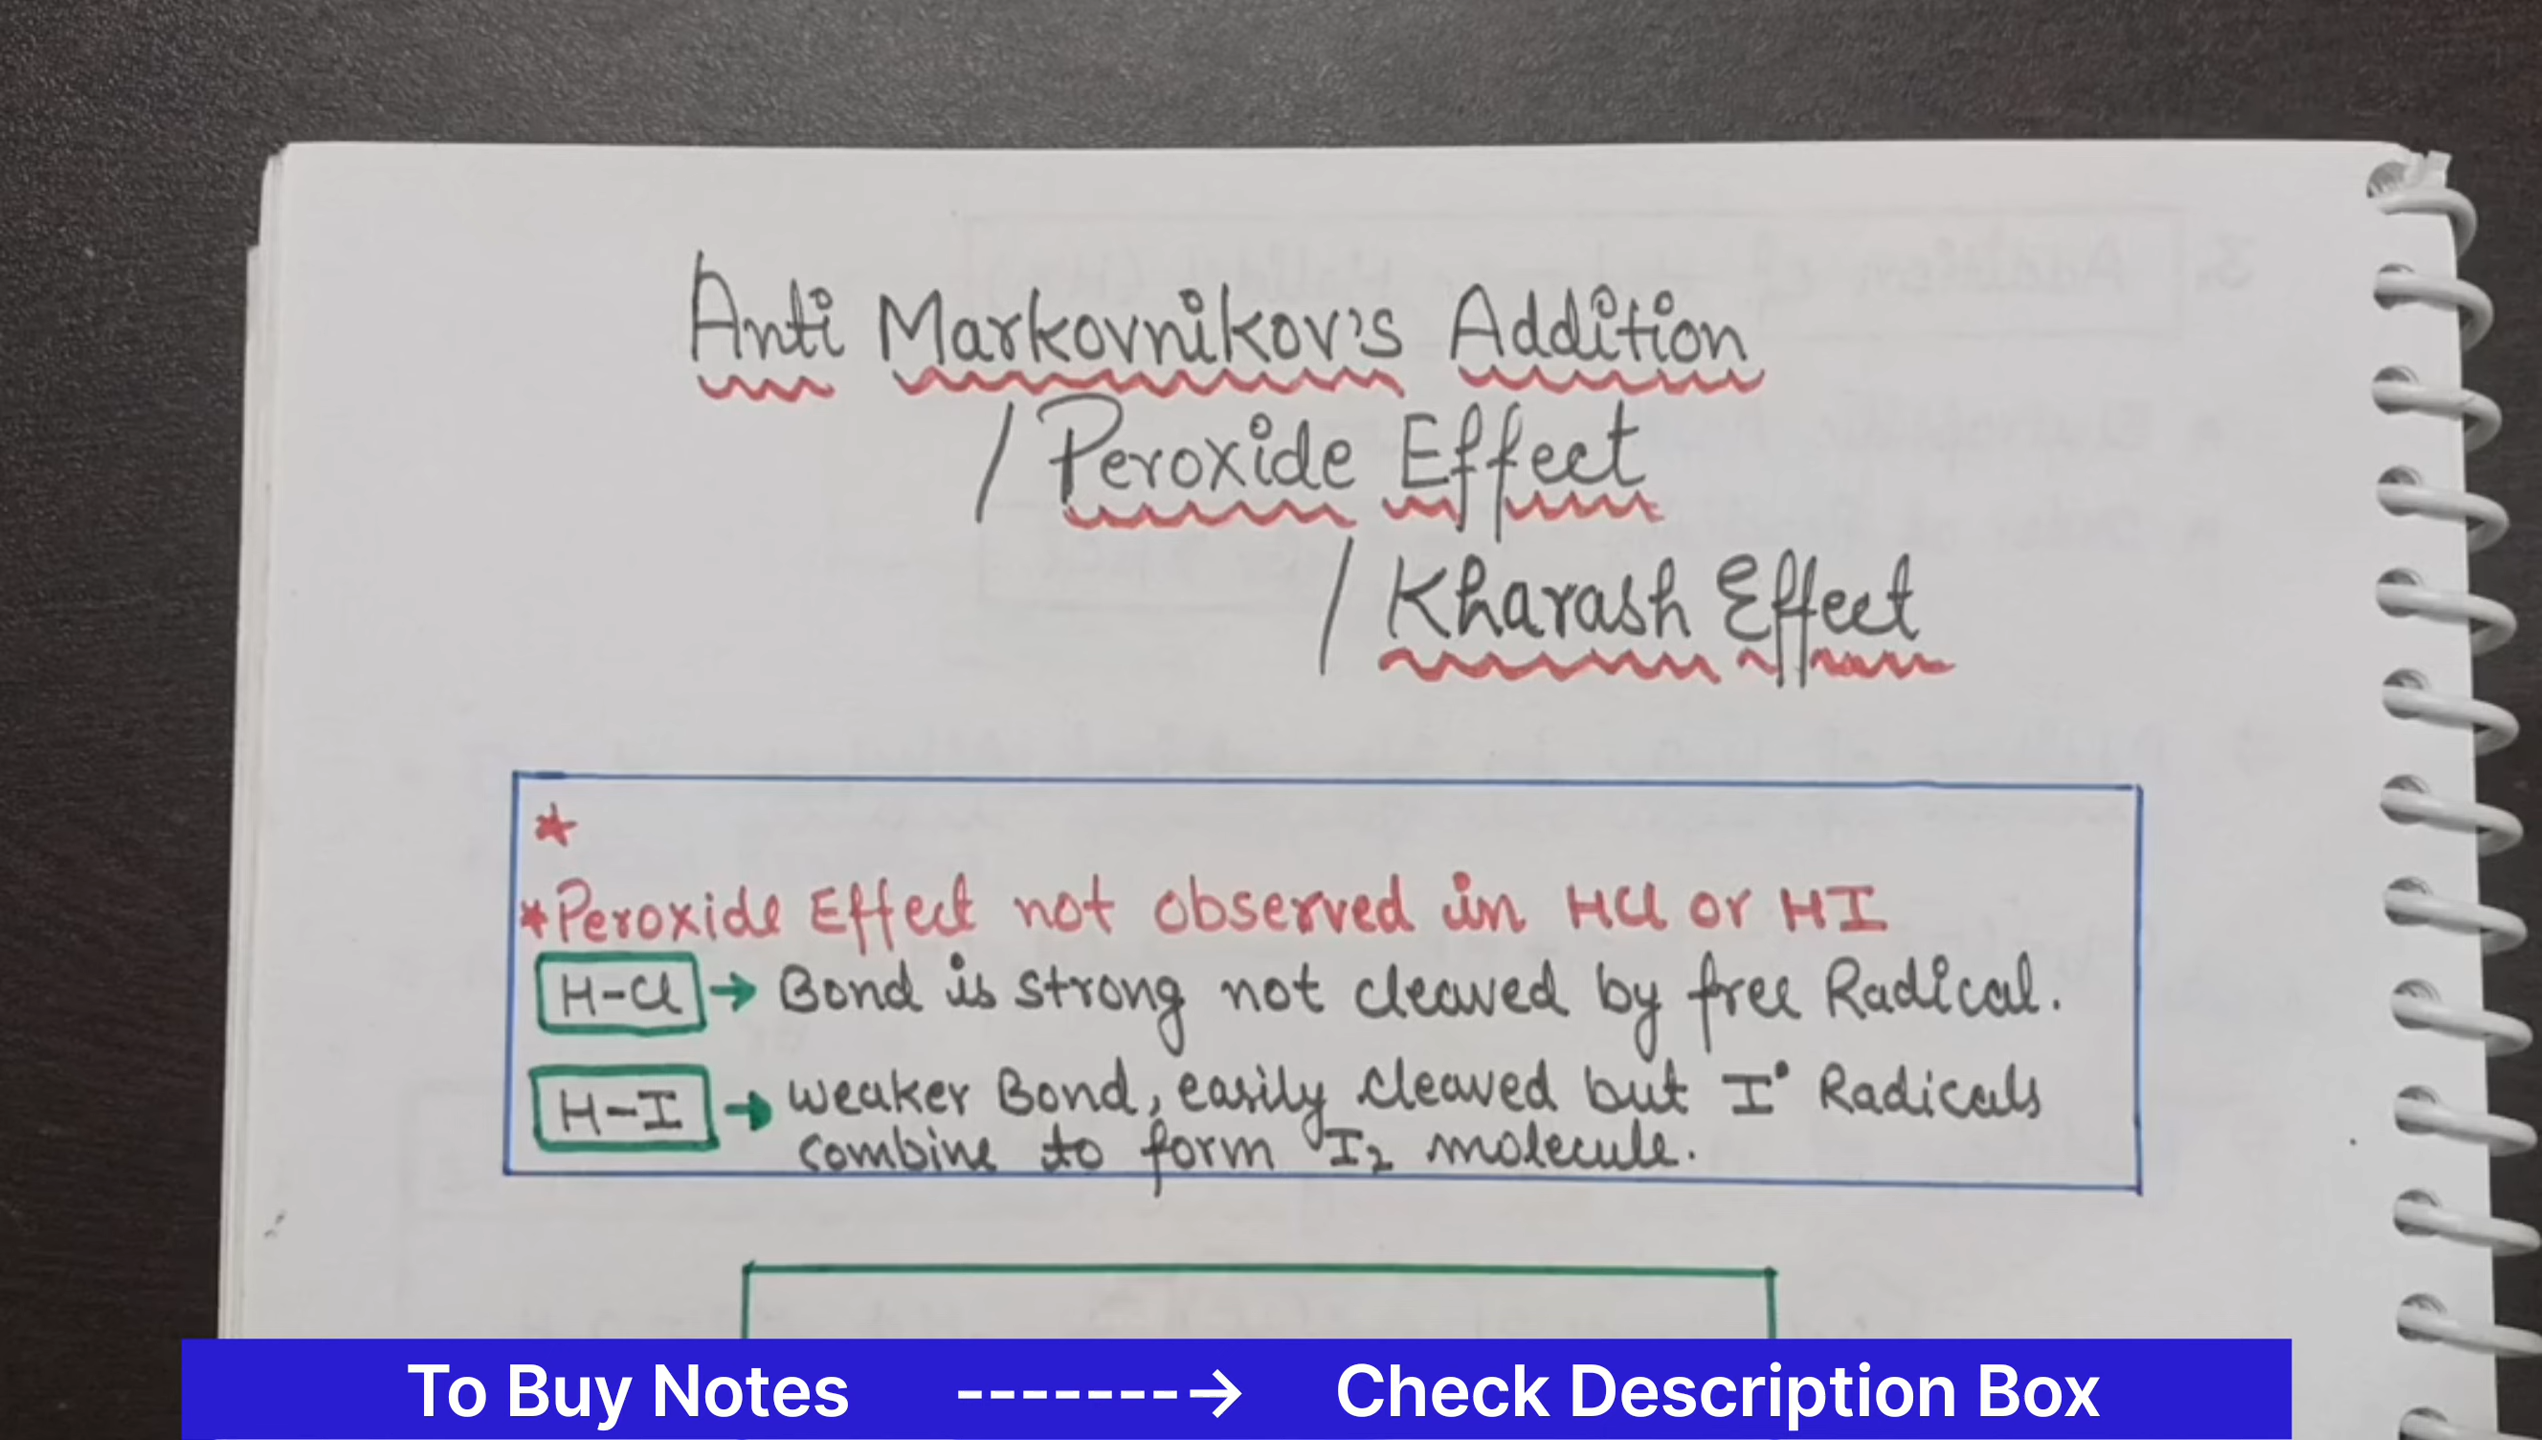 Anti Markovnikov's Addition
/ Peroxide Effect
/ Kharash Effect
*
*Peroxide Effect not observed in HCl or HI
H-Cl → Bond is strong not cleaved by free Radical.
H-I → weaker Bond, easily cleaved but I• Radicals
combine to form I₂ molecule.
To Buy Notes -------→ Check Description Box